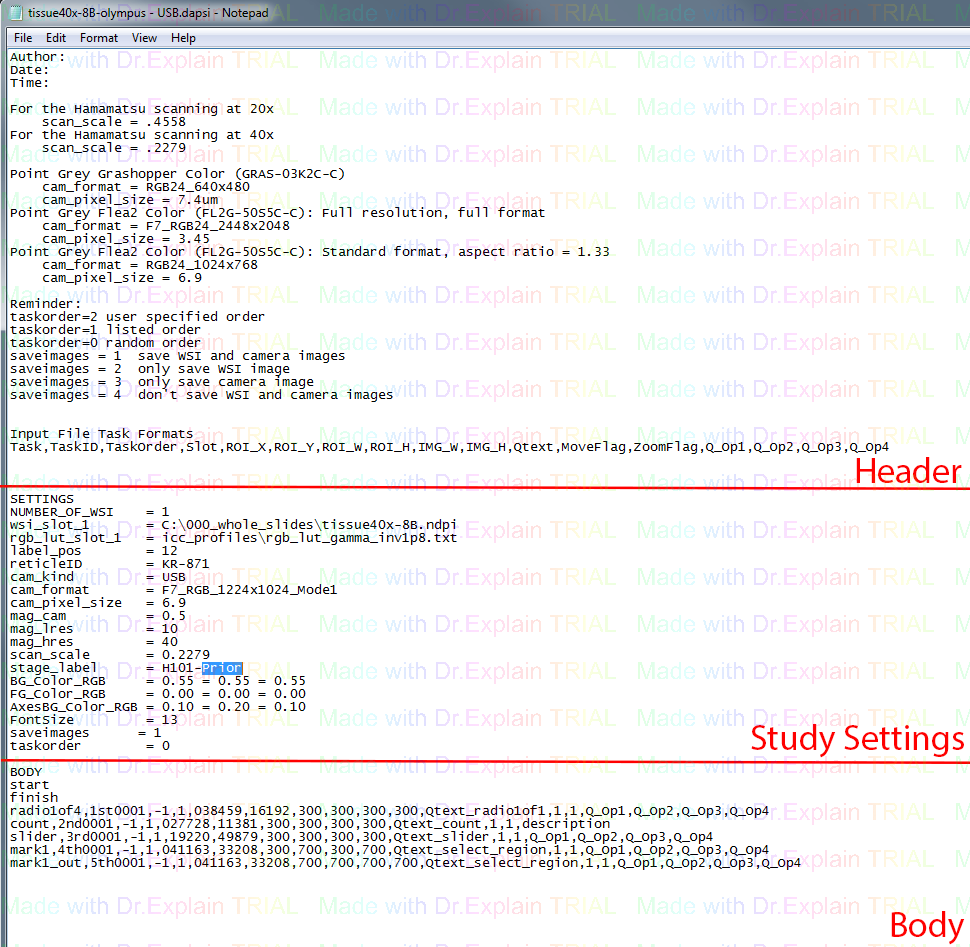 tissue40x-8B-olympus - USB.dapsi - Notepad
File Edit Format View Help
Author:
Date:
Time:
For the Hamamatsu scanning at 20x
scan_scale = .4558
For the Hamamatsu scanning at 40x
scan_scale = .2279
Point Grey Grashopper Color (GRAS-03K2C-C)
cam_format = RGB24_640x480
cam_pixel_size = 7.4um
Point Grey Flea2 Color (FL2G-50S5C-C): Full resolution, full format
cam_format = F7_RGB24_2448x2048
cam_pixel_size = 3.45
Point Grey Flea2 Color (FL2G-50S5C-C): Standard format, aspect ratio = 1.33
cam_format = RGB24_1024x768
cam_pixel_size = 6.9
Reminder:
taskorder=2 user specified order
taskorder=1 listed order
taskorder=0 random order
saveimages = 1  save WSI and camera images
saveimages = 2  only save WSI image
saveimages = 3  only save camera image
saveimages = 4  don't save WSI and camera images
Input File Task Formats
Task,TaskID,Taskorder,Slot,ROI_X,ROI_Y,ROI_W,ROI_H,IMG_W,IMG_H,Qtext,MoveFlag,ZoomFlag,Q_Op1,Q_Op2,Q_Op3,Q_Op4
Header
SETTINGS
NUMBER_OF_WSI    = 1
wsi_slot_1       = C:\000_whole_slides\tissue40x-8B.ndpi
rgb_lut_slot_1   = icc_profiles\rgb_lut_gamma_inv1p8.txt
label_pos        = 12
reticleID        = KR-871
cam_kind         = USB
cam_format       = F7_RGB_1224x1024_Mode1
cam_pixel_size   = 6.9
mag_cam          = 0.5
mag_lres         = 10
mag_hres         = 40
scan_scale       = 0.2279
stage_label      = H101-Prior
BG_Color_RGB     = 0.55 = 0.55 = 0.55
FG_Color_RGB     = 0.00 = 0.00 = 0.00
AxesBG_Color_RGB = 0.10 = 0.20 = 0.10
FontSize         = 13
saveimages      = 1
taskorder        = 0
Study Settings
BODY
start
finish
radio1of4,1st0001,-1,1,038459,16192,300,300,300,300,Qtext_radio1of1,1,1,Q_Op1,Q_Op2,Q_Op3,Q_Op4
count,2nd0001,-1,1,027728,11381,300,300,300,300,Qtext_count,1,1,description
slider,3rd0001,-1,1,19220,49879,300,300,300,300,Qtext_slider,1,1,Q_Op1,Q_Op2,Q_Op3,Q_Op4
mark1,4th0001,-1,1,041163,33208,300,700,300,700,Qtext_select_region,1,1,Q_Op1,Q_Op2,Q_Op3,Q_Op4
mark1_out,5th0001,-1,1,041163,33208,700,700,700,700,Qtext_select_region,1,1,Q_Op1,Q_Op2,Q_Op3,Q_Op4
Body
Made with Dr.Explain TRIAL